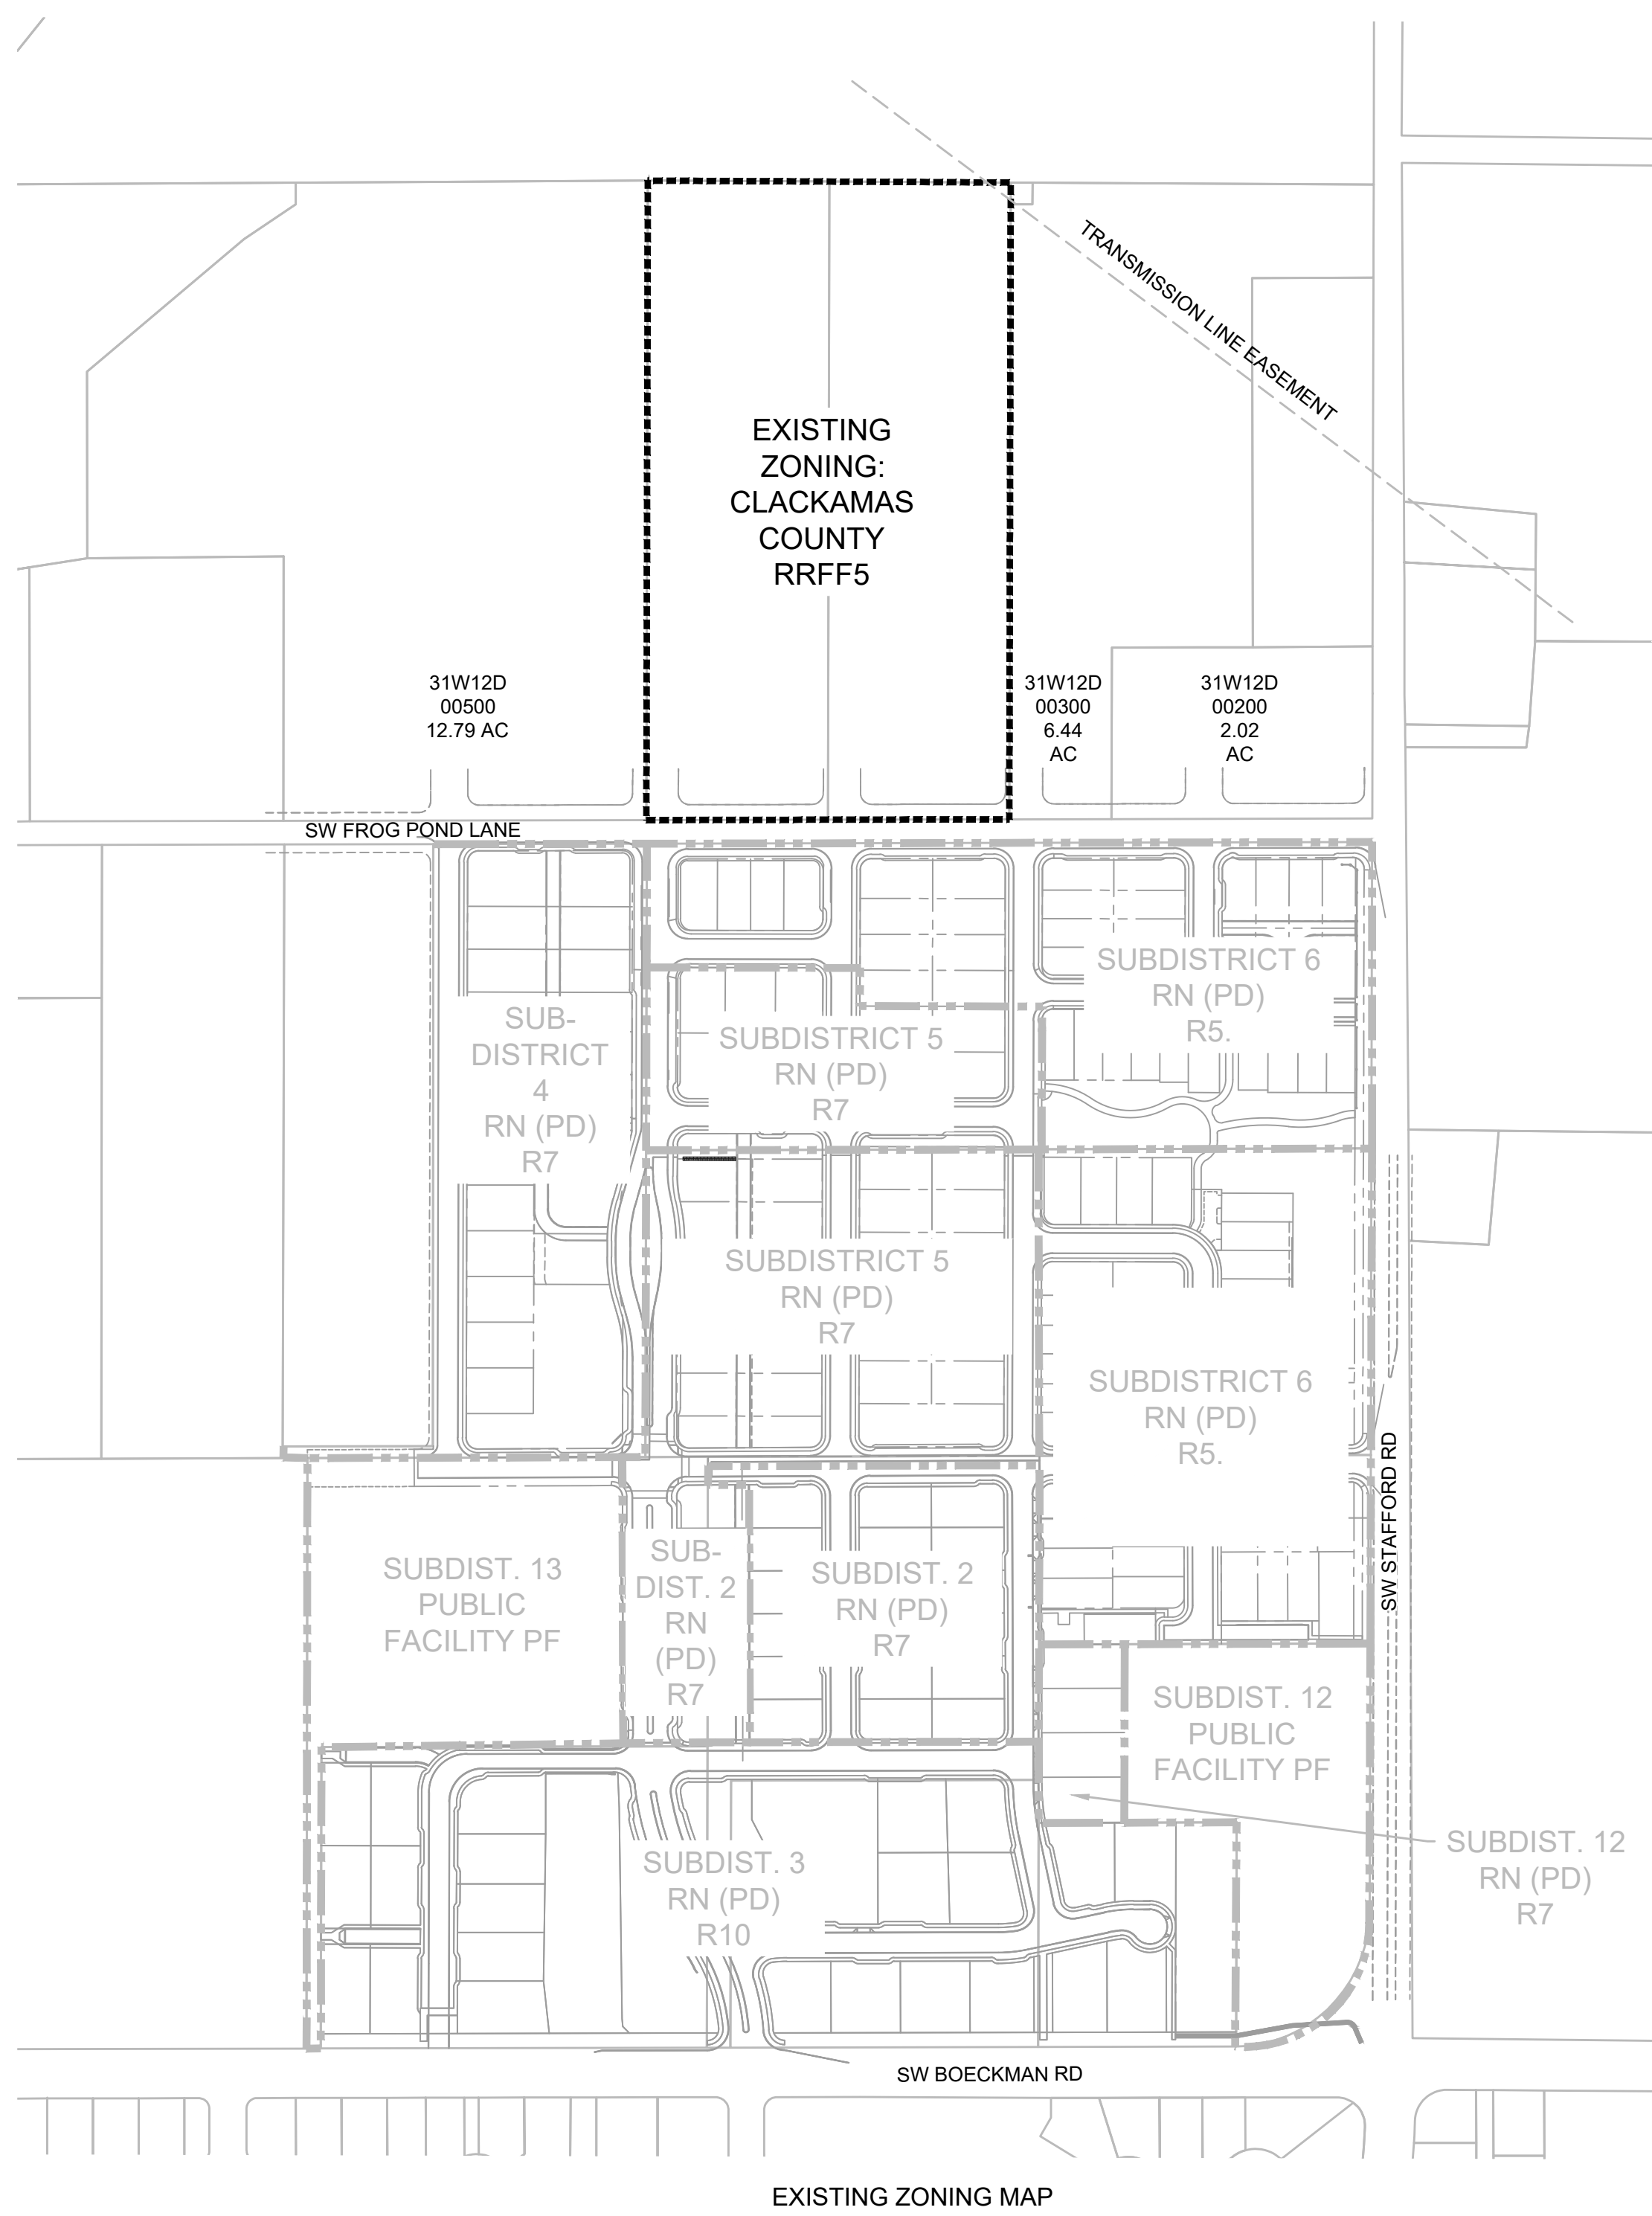 TRANSMISSION LINE EASEMENT
EXISTING
ZONING:
CLACKAMAS
COUNTY
RRFF5
31W12D
00500
12.79 AC
31W12D
00300
6.44
AC
31W12D
00200
2.02
AC
SW FROG POND LANE
SUB-
DISTRICT
4
RN (PD)
R7
SUBDISTRICT 5
RN (PD)
R7
SUBDISTRICT 6
RN (PD)
R5.
SUBDISTRICT 5
RN (PD)
R7
SUBDISTRICT 6
RN (PD)
R5.
SW STAFFORD RD
SUBDIST. 13
PUBLIC
FACILITY PF
SUB-
DIST. 2
RN
(PD)
R7
SUBDIST. 2
RN (PD)
R7
SUBDIST. 12
PUBLIC
FACILITY PF
SUBDIST. 3
RN (PD)
R10
SUBDIST. 12
RN (PD)
R7
SW BOECKMAN RD
EXISTING ZONING MAP